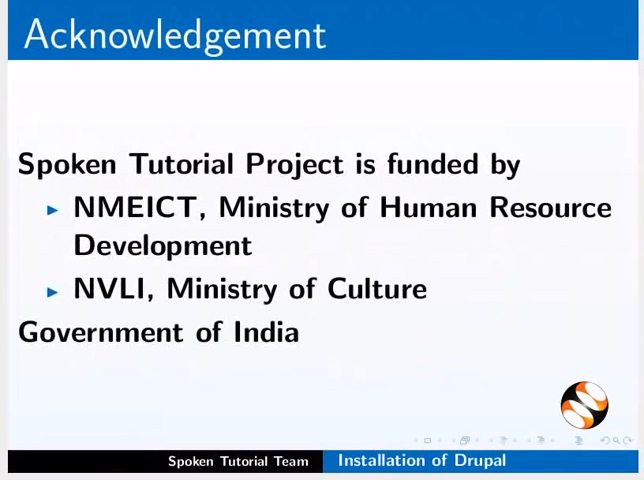 Acknowledgement
Spoken Tutorial Project is funded by
NMEICT, Ministry of Human Resource
Development
NVLI, Ministry of Culture
Government of India
Spoken Tutorial Team
Installation of Drupal